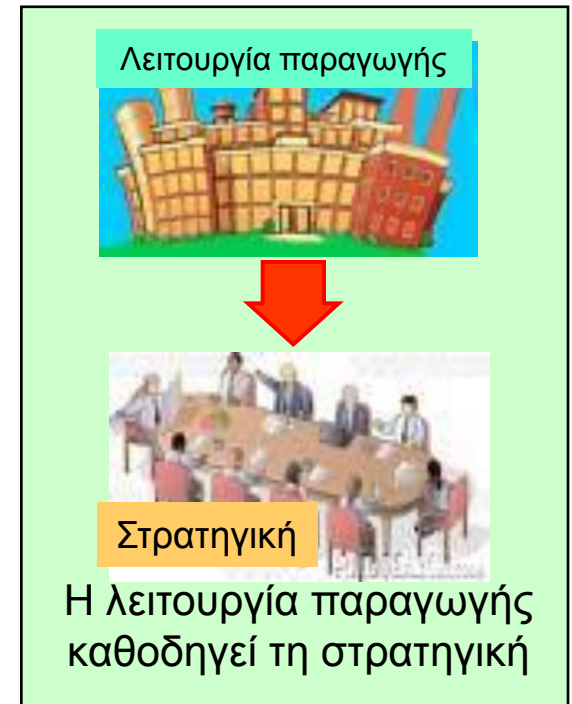 Λειτουργία παραγωγής
Στρατηγική
Η λειτουργία παραγωγής
καθοδηγεί τη στρατηγική